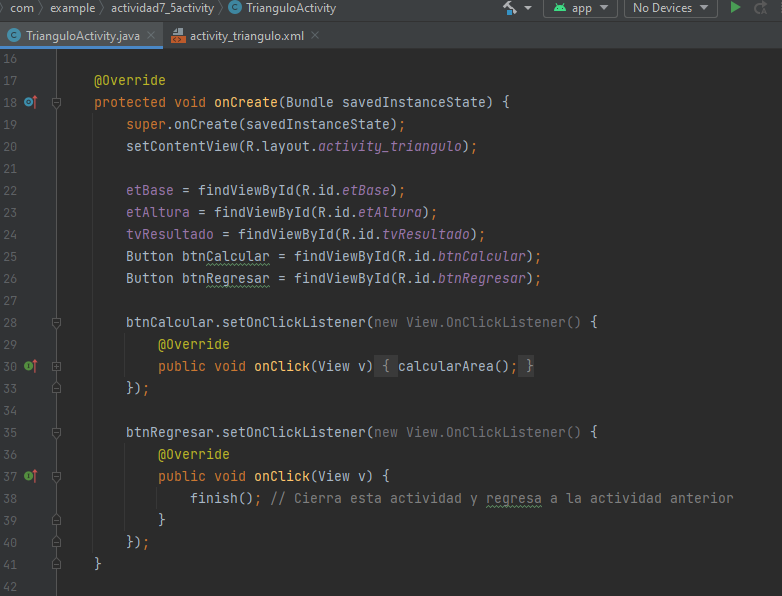 com example actividad7_5activity TrianguloActivity app No Devices
TrianguloActivity.java activity_triangulo.xml
16
17 @Override
18 protected void onCreate(Bundle savedInstanceState) {
19 super.onCreate(savedInstanceState);
20 setContentView(R.layout.activity_triangulo);
21
22 etBase = findViewById(R.id.etBase);
23 etAltura = findViewById(R.id.etAltura);
24 tvResultado = findViewById(R.id.tvResultado);
25 Button btnCalcular = findViewById(R.id.btnCalcular);
26 Button btnRegresar = findViewById(R.id.btnRegresar);
27
28 btnCalcular.setOnClickListener(new View.OnClickListener() {
29 @Override
30 public void onClick(View v) { calcularArea(); }
33 });
34
35 btnRegresar.setOnClickListener(new View.OnClickListener() {
36 @Override
37 public void onClick(View v) {
38 finish(); // Cierra esta actividad y regresa a la actividad anterior
39 }
40 });
41 }
42